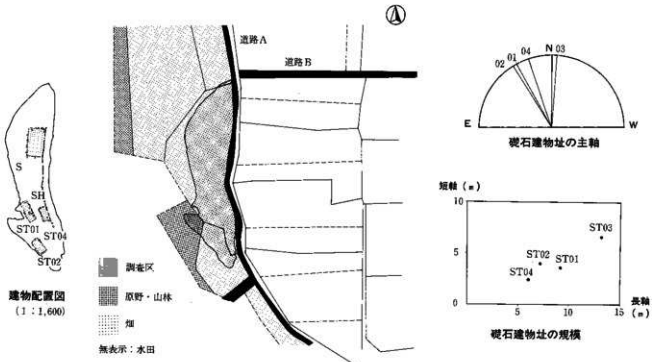 S
SH
ST01
ST04
ST02
建物配置図
(1:1,600)
道路A
道路B
調査区
原野・山林
畑
無表示:水田
02 01 04 N 03
E W
礎石建物址の主軸
短軸(m)
10
5
0
ST03
ST02
ST01
ST04
5 10 15
長軸
(m)
礎石建物址の規模